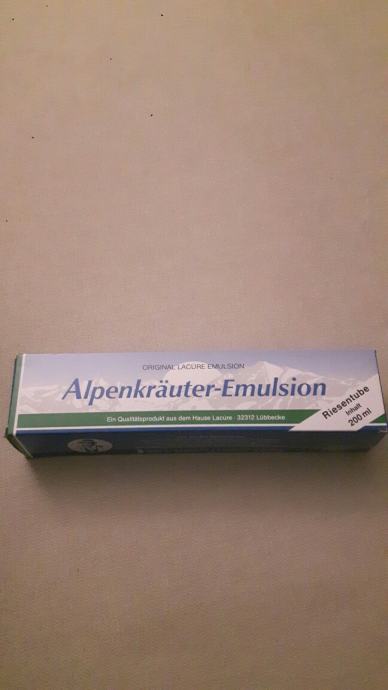 ORIGINAL LACURE EMULSION
Alpenkräuter-Emulsion
Ein Qualitätsprodukt aus dem Hause Lacure · 32312 Lübbecke
Riesentube
Inhalt
200 ml